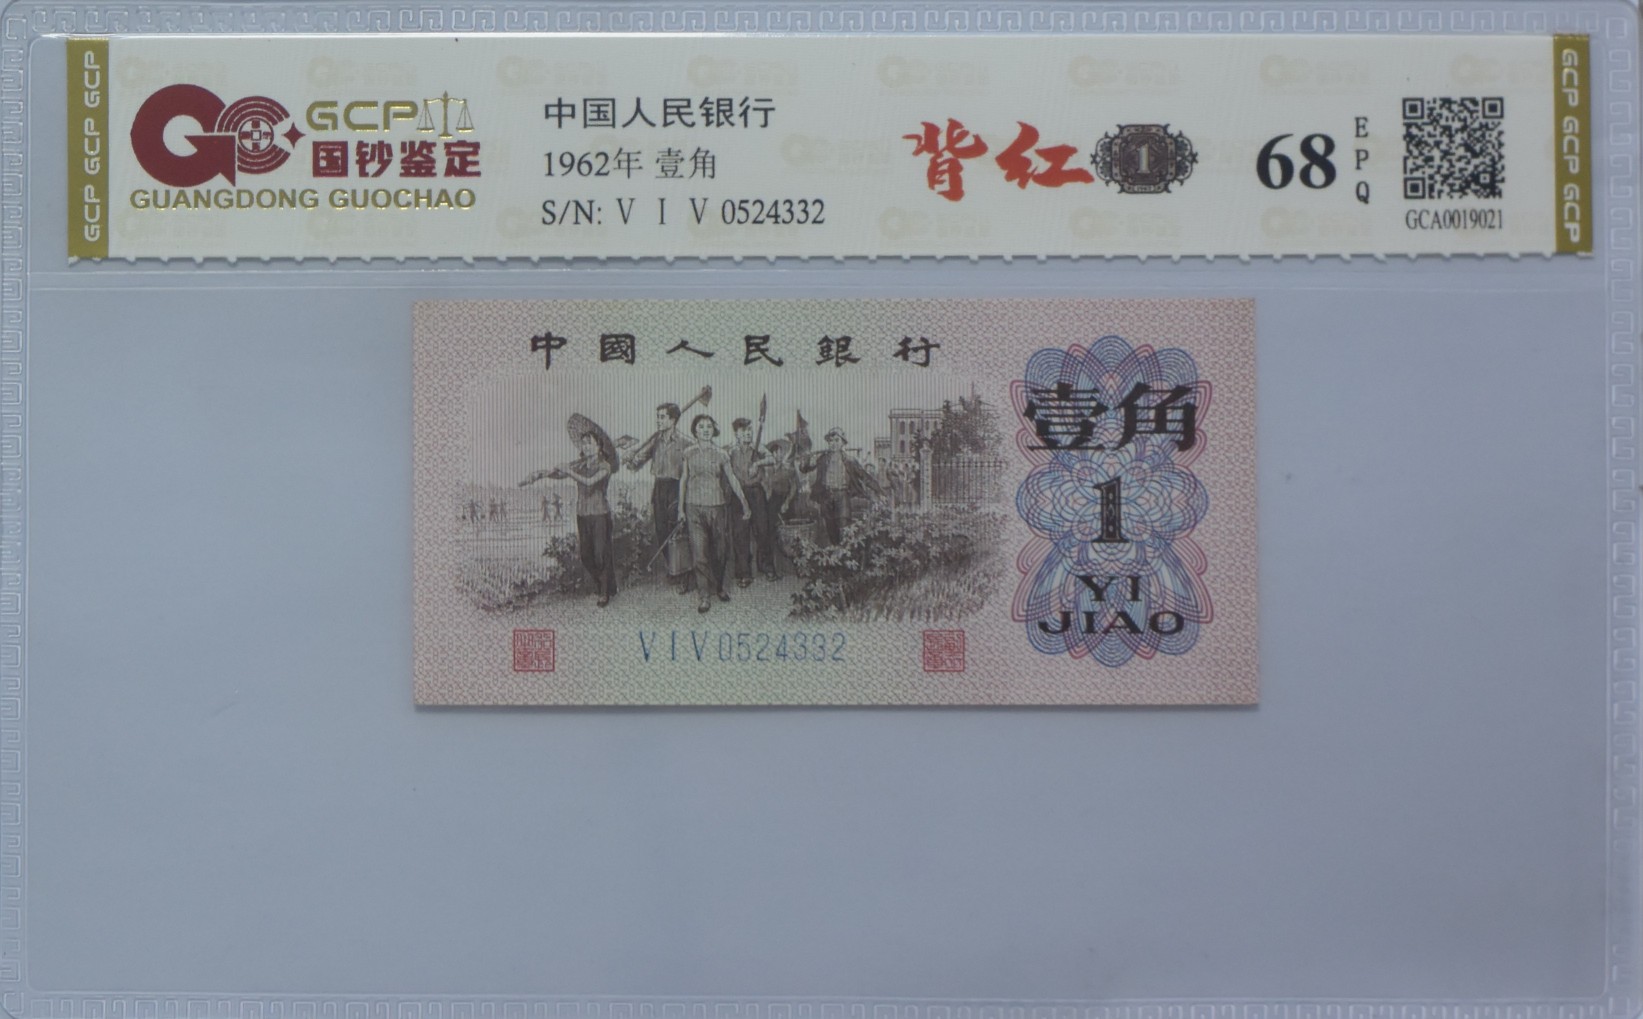 GCP GCP GCP
GCP
国钞鉴定
GUANGDONG GUOCHAO
中国人民银行
1962年 壹角
S/N: V I V 0524332
背红
1
68
EPQ
GCA0019021
GCP GCP GCP
中國人民銀行
壹角
1
YI
JIAO
V I V 0524332